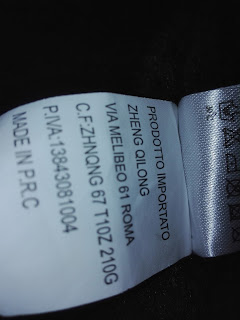 PRODOTTO IMPORTATO
ZHENG QILONG
VIA MELIBEO 61 ROMA
C.F:ZHNQNG 67 T10Z 210G
P.IVA:13843081004
MADE IN P.R.C